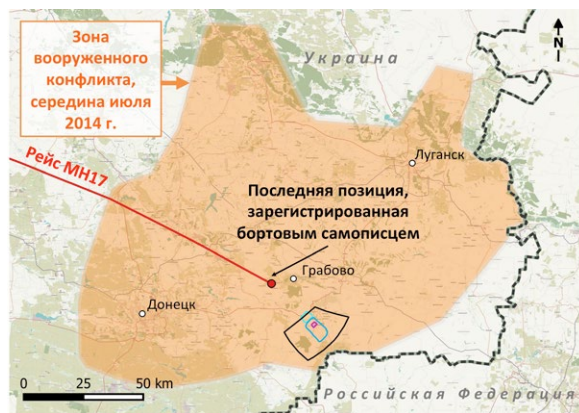 Зона
вооруженного
конфликта,
середина июля
2014 г.
Украина
N
Рейс МН17
Луганск
Последняя позиция,
зарегистрированная
бортовым самописцем
Грабово
Донецк
0 25 50 km
Российская Федерация